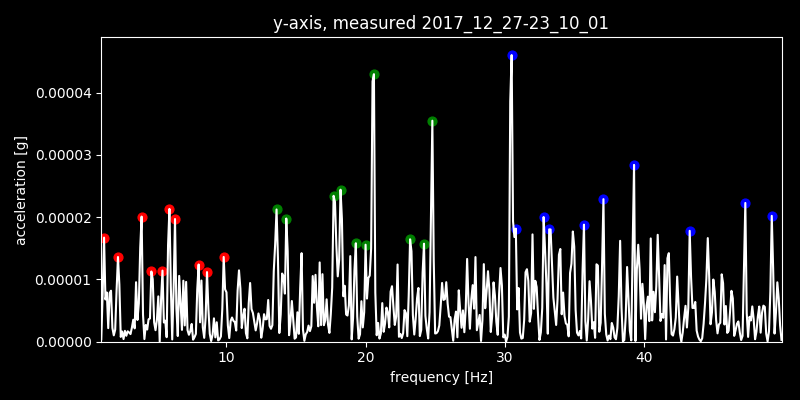 y-axis, measured 2017_12_27-23_10_01
acceleration [g]
0.00004
0.00003
0.00002
0.00001
0.00000
10 20 30 40
frequency [Hz]